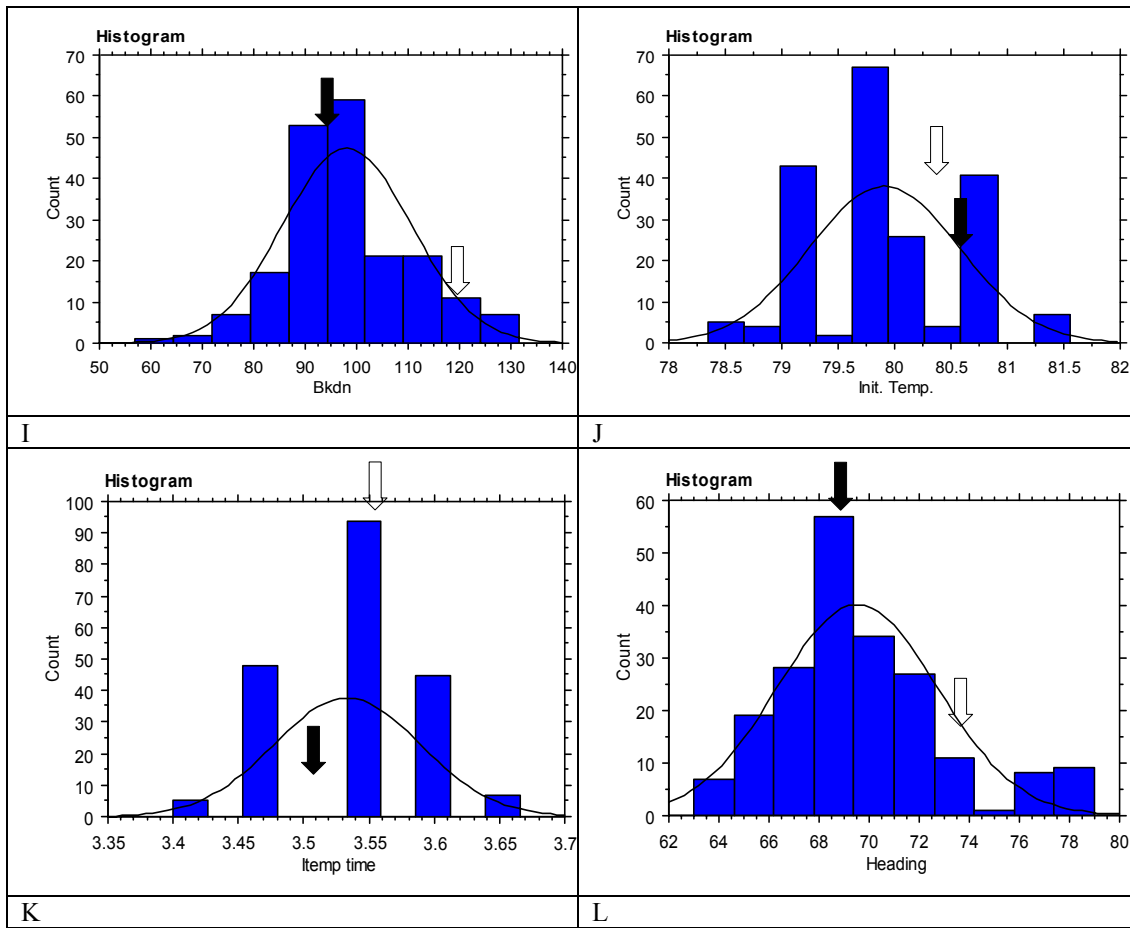 Histogram
70
60
50
40
30
20
10
0
Count
50 60 70 80 90 100 110 120 130 140
Bkdn
I
Histogram
70
60
50
40
30
20
10
0
Count
78 78.5 79 79.5 80 80.5 81 81.5 82
Init. Temp.
J
Histogram
100
90
80
70
60
50
40
30
20
10
0
Count
3.35 3.4 3.45 3.5 3.55 3.6 3.65 3.7
Itemp time
K
Histogram
60
50
40
30
20
10
0
Count
62 64 66 68 70 72 74 76 78 80
Heading
L